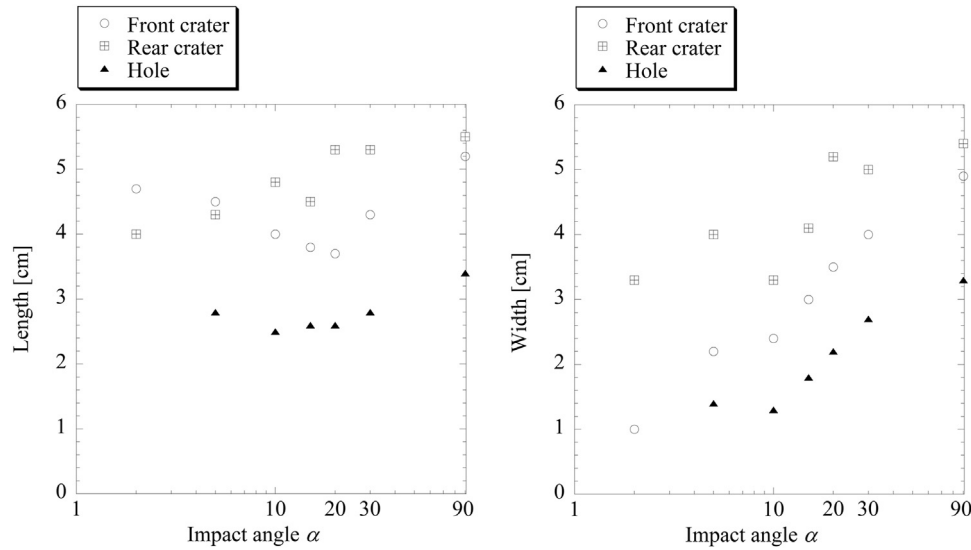 Front crater
Rear crater
Hole
6
5
4
3
2
1
0
Length [cm]
1 10 20 30 90
Impact angle α
Front crater
Rear crater
Hole
6
5
4
3
2
1
0
Width [cm]
1 10 20 30 90
Impact angle α